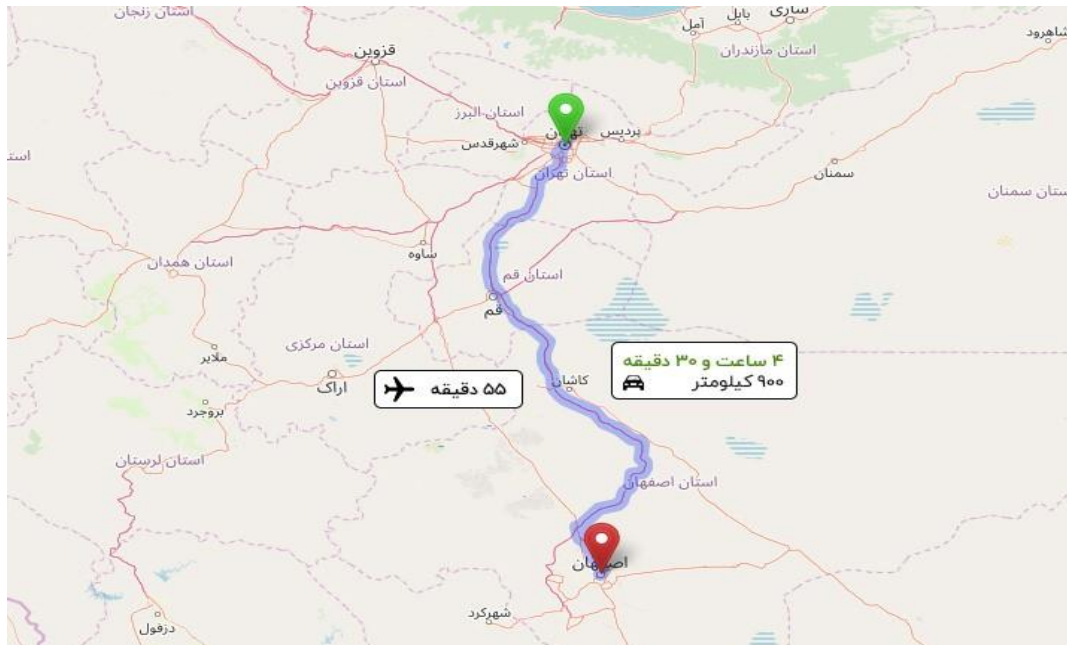 استان زنجان
ساری
بابل
آمل
شاهرود
قزوین
استان مازندران
استان قزوین
استان البرز
تهران
پردیس
شهرقدس
است
استان تهران
سمنان
ستان سمنان
ساوه
استان همدان
استان قم
قم
استان مرکزی
ملایر
۴ ساعت و ۳۰ دقیقه
۹۰۰ کیلومتر
کاشان
اراک
۵۵ دقیقه
بروجرد
استان لرستان
استان اصفهان
اصفهان
شهرکرد
دزفول